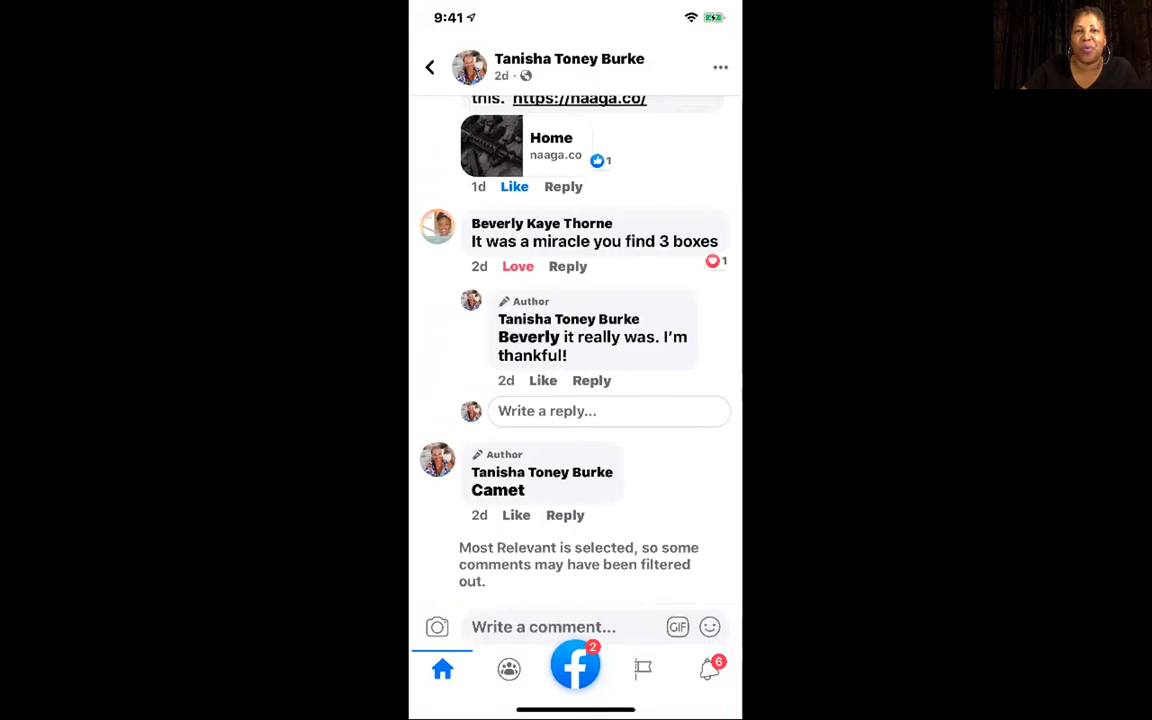 9:41
Tanisha Toney Burke
2d
this. https://naaga.co/
Home
naaga.co
1
1d Like Reply
Beverly Kaye Thorne
It was a miracle you find 3 boxes
1
2d Love Reply
Author
Tanisha Toney Burke
Beverly it really was. I'm
thankful!
2d Like Reply
Write a reply...
Author
Tanisha Toney Burke
Camet
2d Like Reply
Most Relevant is selected, so some
comments may have been filtered
out.
Write a comment...
GIF
2
6